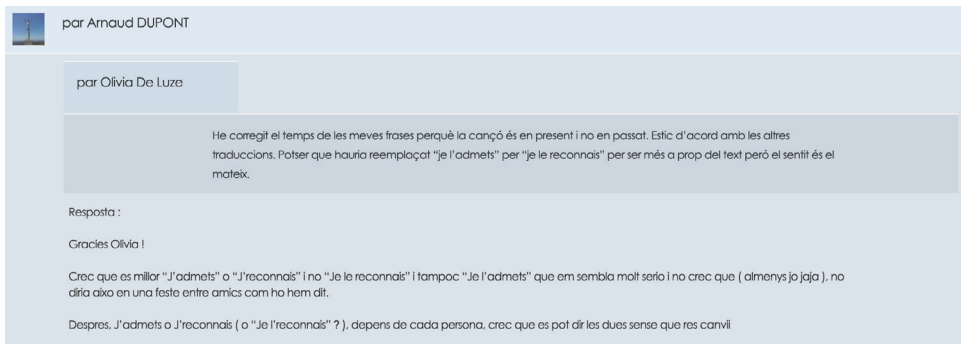 par Arnaud DUPONT
par Olivia De Luze
He corregit el temps de les meves frases perquè la cançó és en present i no en passat. Estic d'acord amb les altres
traduccions. Potser que hauria reemplaçat "je l'admets" per "je le reconnais" per ser més a prop del text peró el sentit és el
mateix.
Resposta :
Gracies Olivia !
Crec que es millor "J'admets" o "J'reconnais" i no "Je le reconnais" i tampoc "Je l'admets" que em sembla molt serio i no crec que ( almenys jo jaja ), no
diria aixo en una feste entre amics com ho hem dit.
Despres, J'admets o J'reconnais ( o "Je l'reconnais" ? ), depens de cada persona, crec que es pot dir les dues sense que res canvii